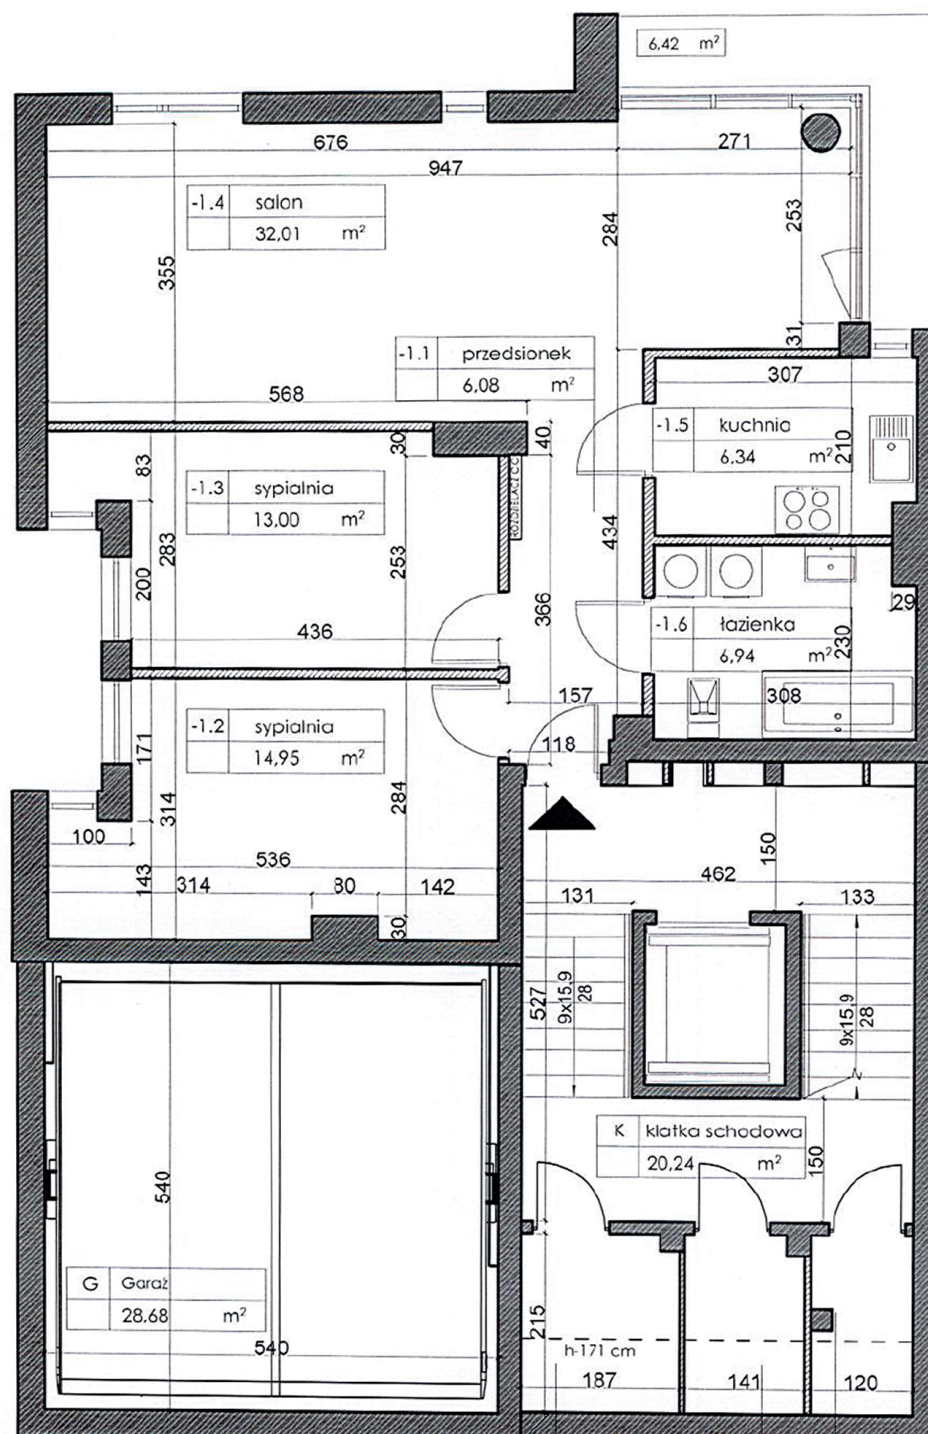 6,42 m²
676
271
947
-1.4 salon
32,01 m²
284
253
355
31
-1.1 przedsionek
6,08 m²
307
568
-1.5 kuchnia
6,34 m²
210
30
40
83
-1.3 sypialnia
13,00 m²
ROZDZIELACZ C.O.
283
253
434
200
366
29
436
-1.6 łazienka
6,94 m²
230
157
308
-1.2 sypialnia
14,95 m²
118
171
314
284
100
150
536
462
143
314
80
142
131
133
30
527
9x15,9
28
9x15,9
28
K klatka schodowa
20,24 m²
150
540
G Garaż
28,68 m²
215
540
h-171 cm
187
141
120